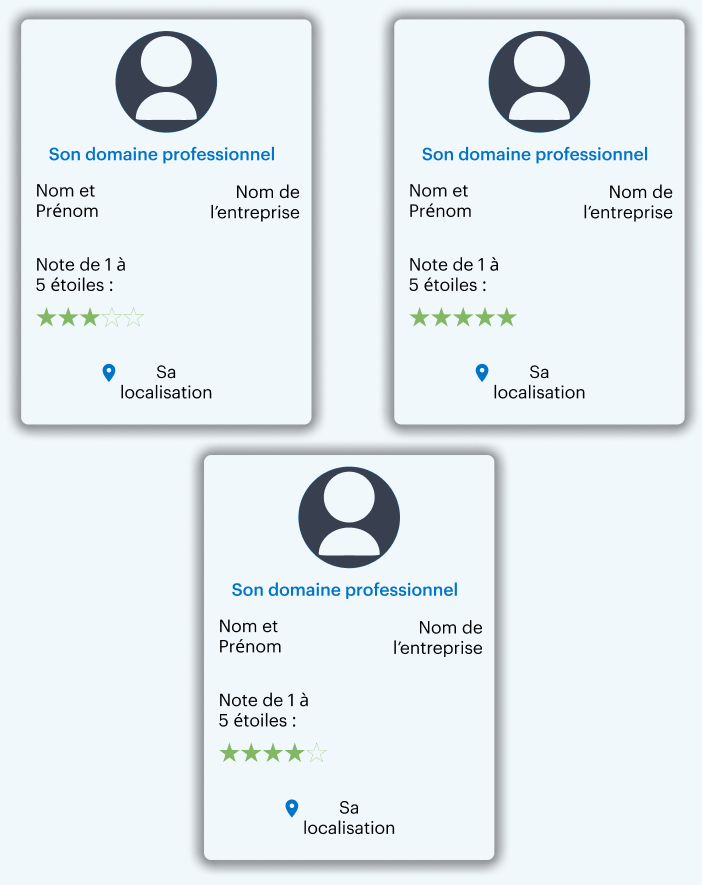 Son domaine professionnel
Nom et
Prénom
Nom de
l'entreprise
Note de 1 à
5 étoiles :
Sa
localisation
Son domaine professionnel
Nom et
Prénom
Nom de
l'entreprise
Note de 1 à
5 étoiles :
Sa
localisation
Son domaine professionnel
Nom et
Prénom
Nom de
l'entreprise
Note de 1 à
5 étoiles :
Sa
localisation